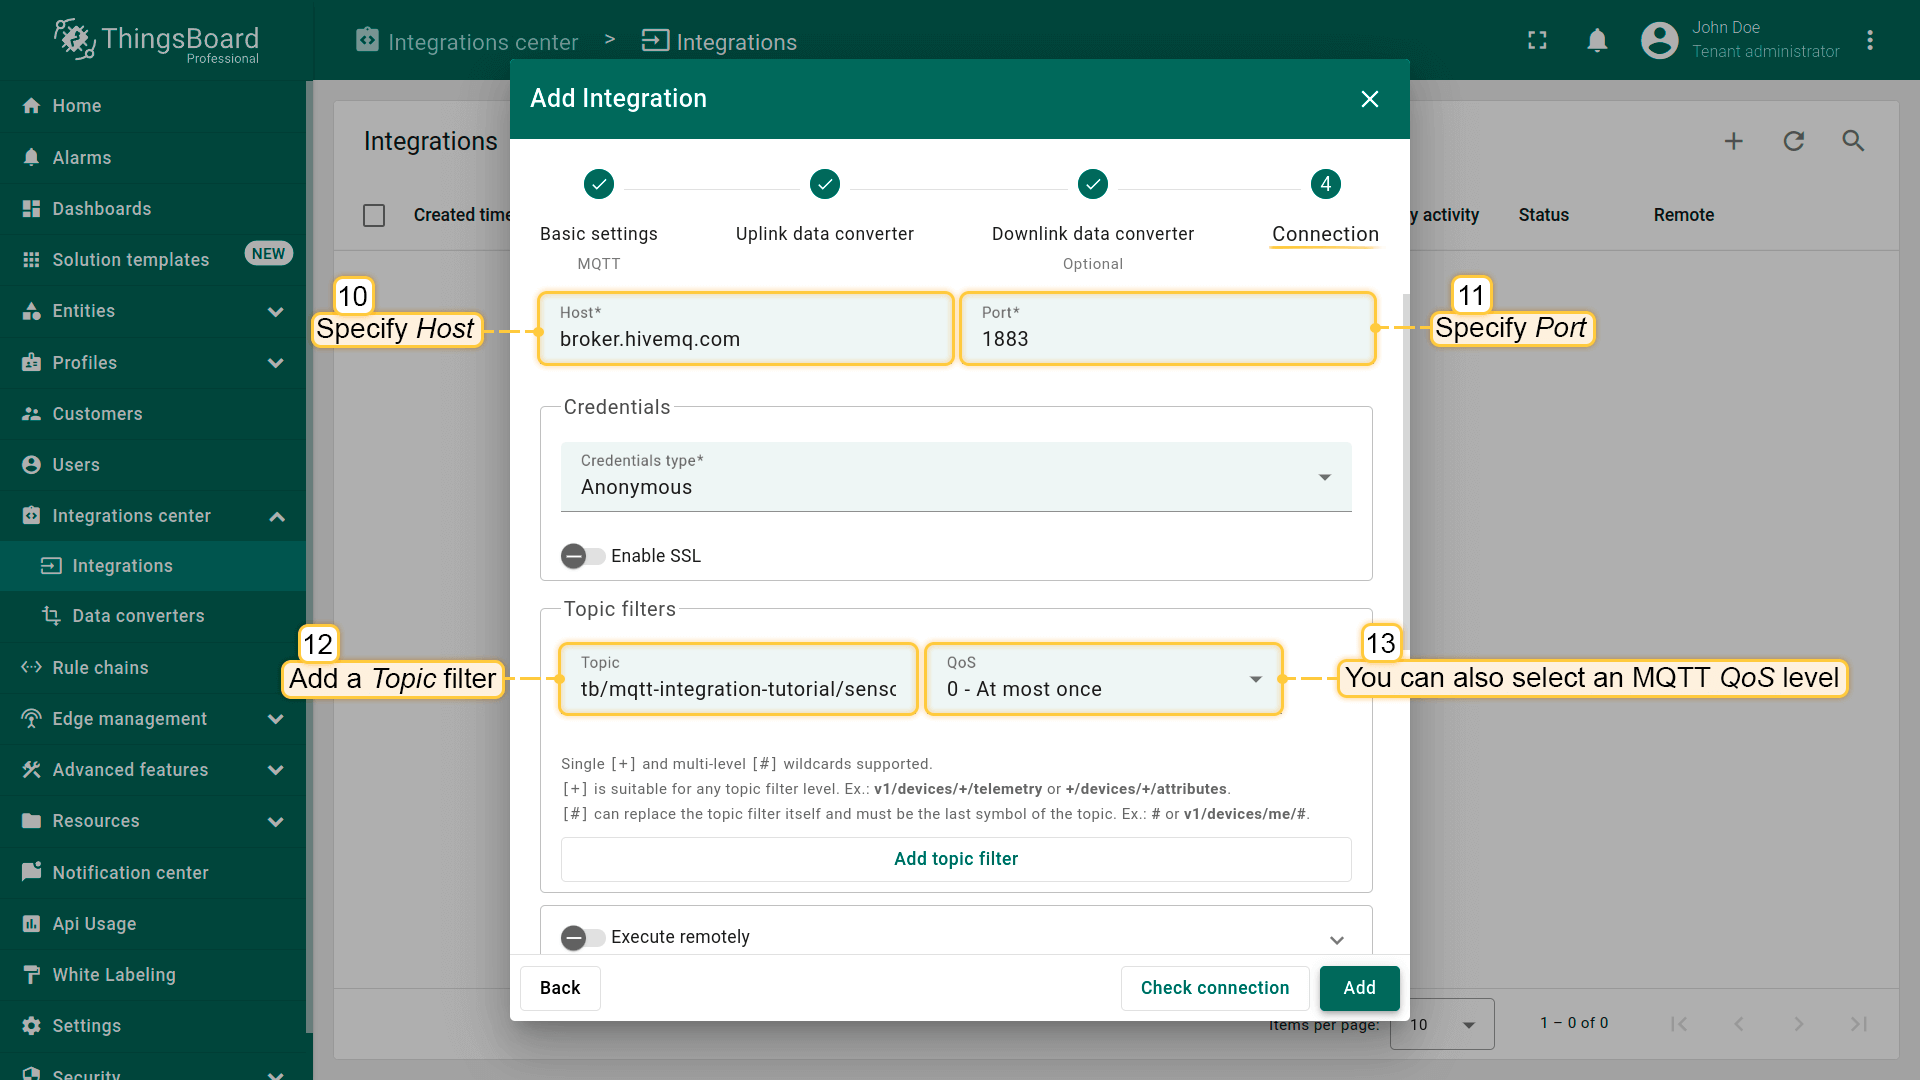 ThingsBoard
Professional
Integrations center > Integrations
John Doe
Tenant administrator
Home
Alarms
Dashboards
Solution templates NEW
Entities
Profiles
Customers
Users
Integrations center
Integrations
Data converters
Rule chains
Edge management
Advanced features
Resources
Notification center
Api Usage
White Labeling
Settings
Security
Integrations
Created time
y activity Status Remote
Add Integration
4
Basic settings Uplink data converter Downlink data converter Connection
MQTT Optional
10
Specify Host
Host*
broker.hivemq.com
Port*
1883
11
Specify Port
Credentials
Credentials type*
Anonymous
Enable SSL
Topic filters
12
Add a Topic filter
Topic
tb/mqtt-integration-tutorial/sensc
QoS
0 - At most once
13
You can also select an MQTT QoS level
Single [+] and multi-level [#] wildcards supported.
[+] is suitable for any topic filter level. Ex.: v1/devices/+/telemetry or +/devices/+/attributes.
[#] can replace the topic filter itself and must be the last symbol of the topic. Ex.: # or v1/devices/me/#.
Add topic filter
Execute remotely
Back Check connection Add
Items per page: 10 1 – 0 of 0